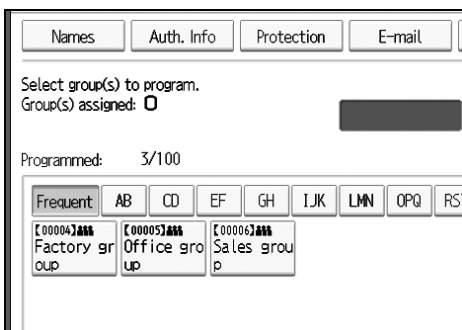 Names Auth. Info Protection E-mail
Select group(s) to program.
Group(s) assigned: 0
Programmed: 3/100
Frequent AB CD EF GH IJK LMN OPQ RS
[00004] [00005] [00006]
Factory gr Office gro Sales grou
oup up p